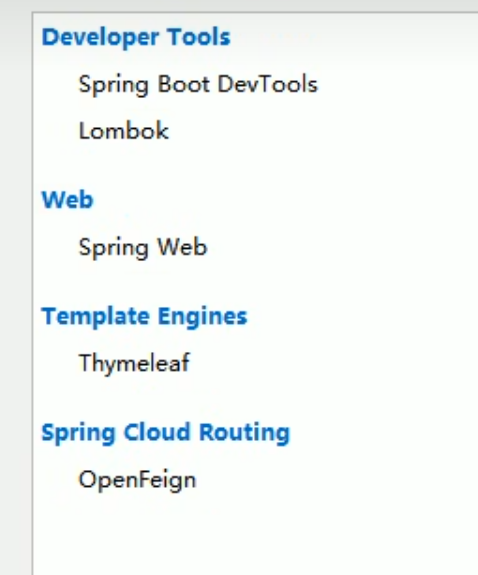 Developer Tools
Spring Boot DevTools
Lombok
Web
Spring Web
Template Engines
Thymeleaf
Spring Cloud Routing
OpenFeign